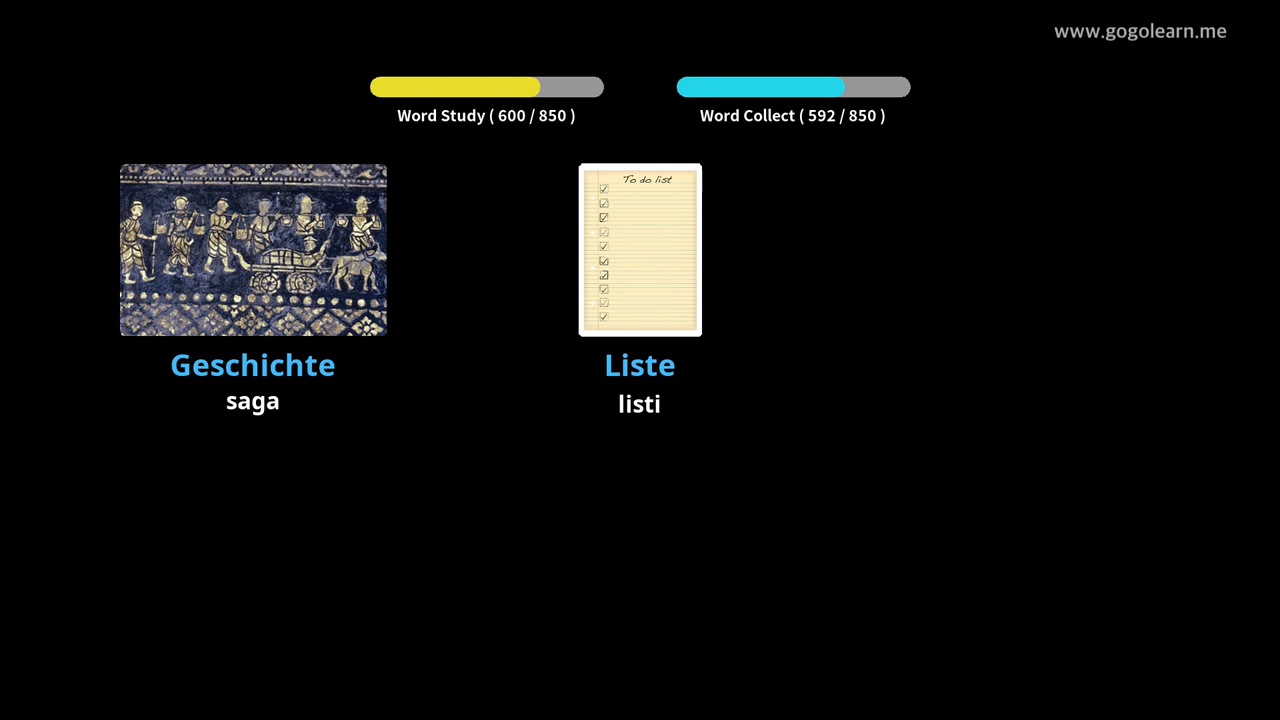 www.gogolearn.me
Word Study ( 600 / 850 )
Word Collect ( 592 / 850 )
To do list
Geschichte
saga
Liste
listi